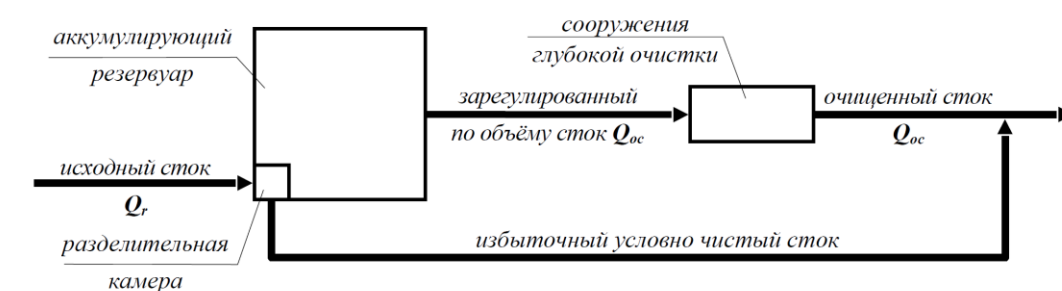 аккумулирующий
резервуар
сооружения
глубокой очистки
зарегулированный
по объёму сток Qос
очищенный сток
Qос
исходный сток
Qr
разделительная
камера
избыточный условно чистый сток